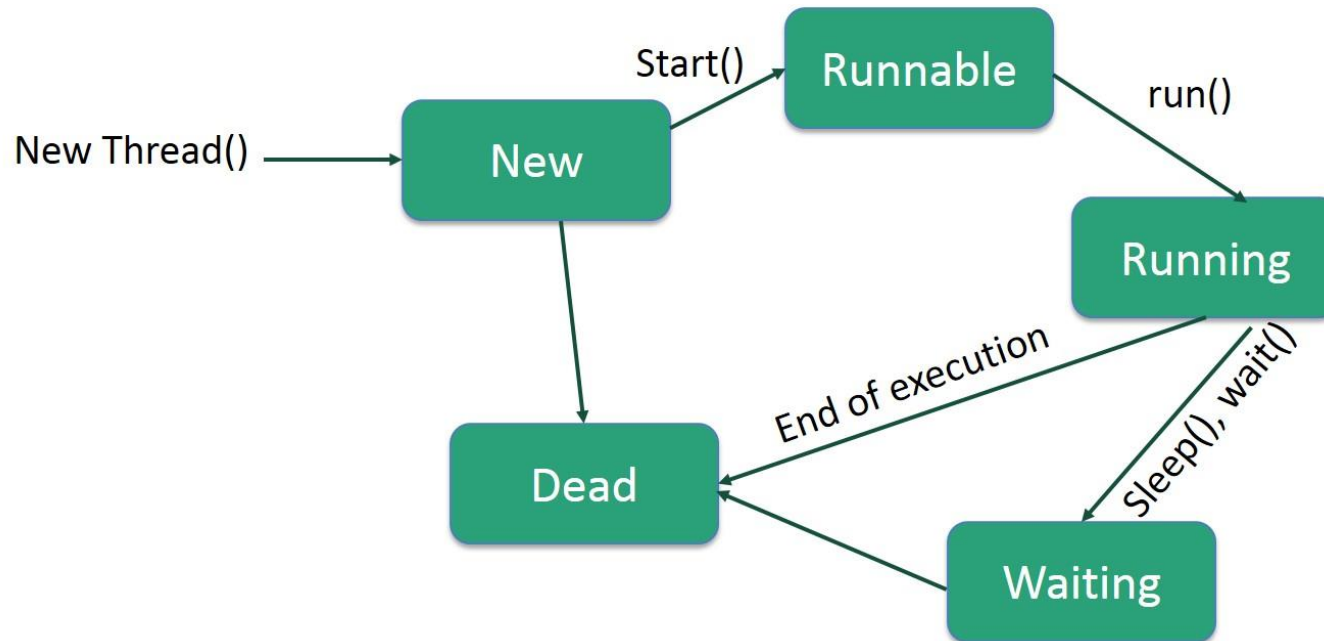 Runnable
Start()
run()
New Thread()
New
Running
End of execution
Sleep(), wait()
Dead
Waiting